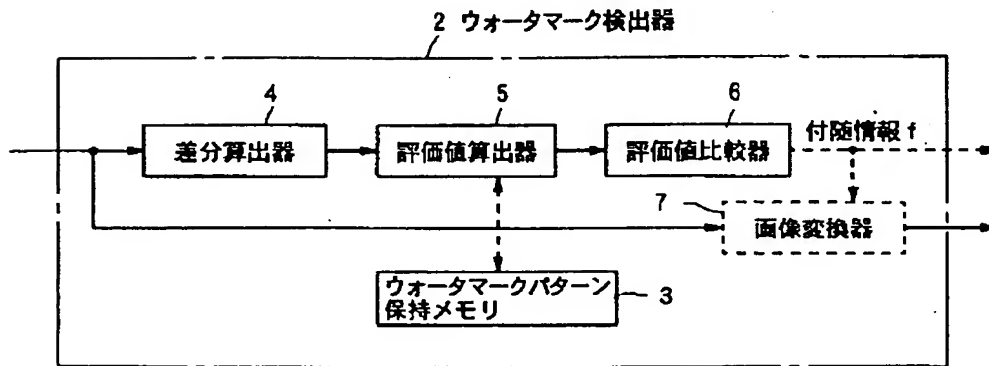 2 ウォータマーク検出器
4
5
6
差分算出器
評価値算出器
評価値比較器
付随情報 f
7
画像変換器
ウォータマークパターン
保持メモリ
3